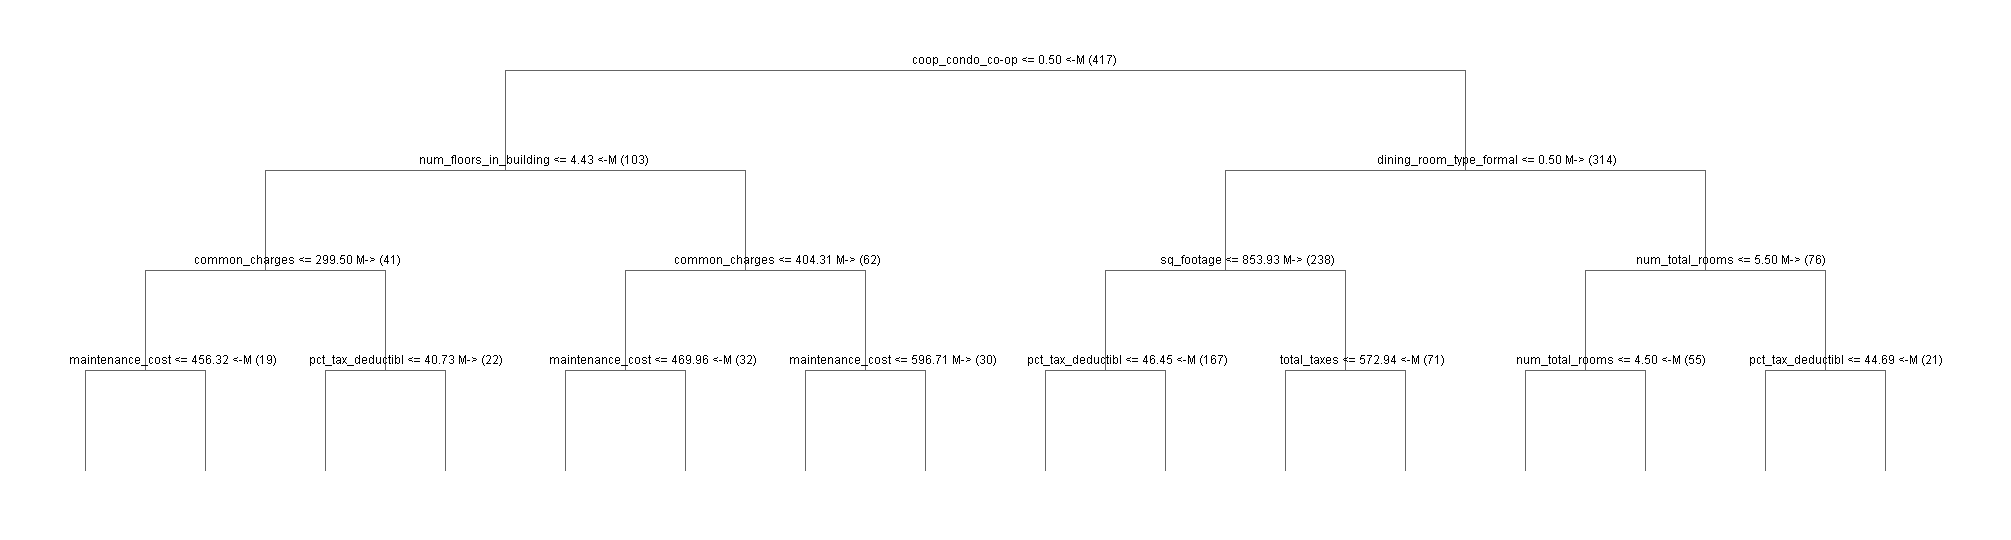 coop_condo_co-op <= 0.50 <-M (417)
num_floors_in_building <= 4.43 <-M (103)
dining_room_type_formal <= 0.50 M-> (314)
common_charges <= 299.50 M-> (41)
common_charges <= 404.31 M-> (62)
sq_footage <= 853.93 M-> (238)
num_total_rooms <= 5.50 M-> (76)
maintenance_cost <= 456.32 <-M (19)
pct_tax_deductibl <= 40.73 M-> (22)
maintenance_cost <= 469.96 <-M (32)
maintenance_cost <= 596.71 M-> (30)
pct_tax_deductibl <= 46.45 <-M (167)
total_taxes <= 572.94 <-M (71)
num_total_rooms <= 4.50 <-M (55)
pct_tax_deductibl <= 44.69 <-M (21)